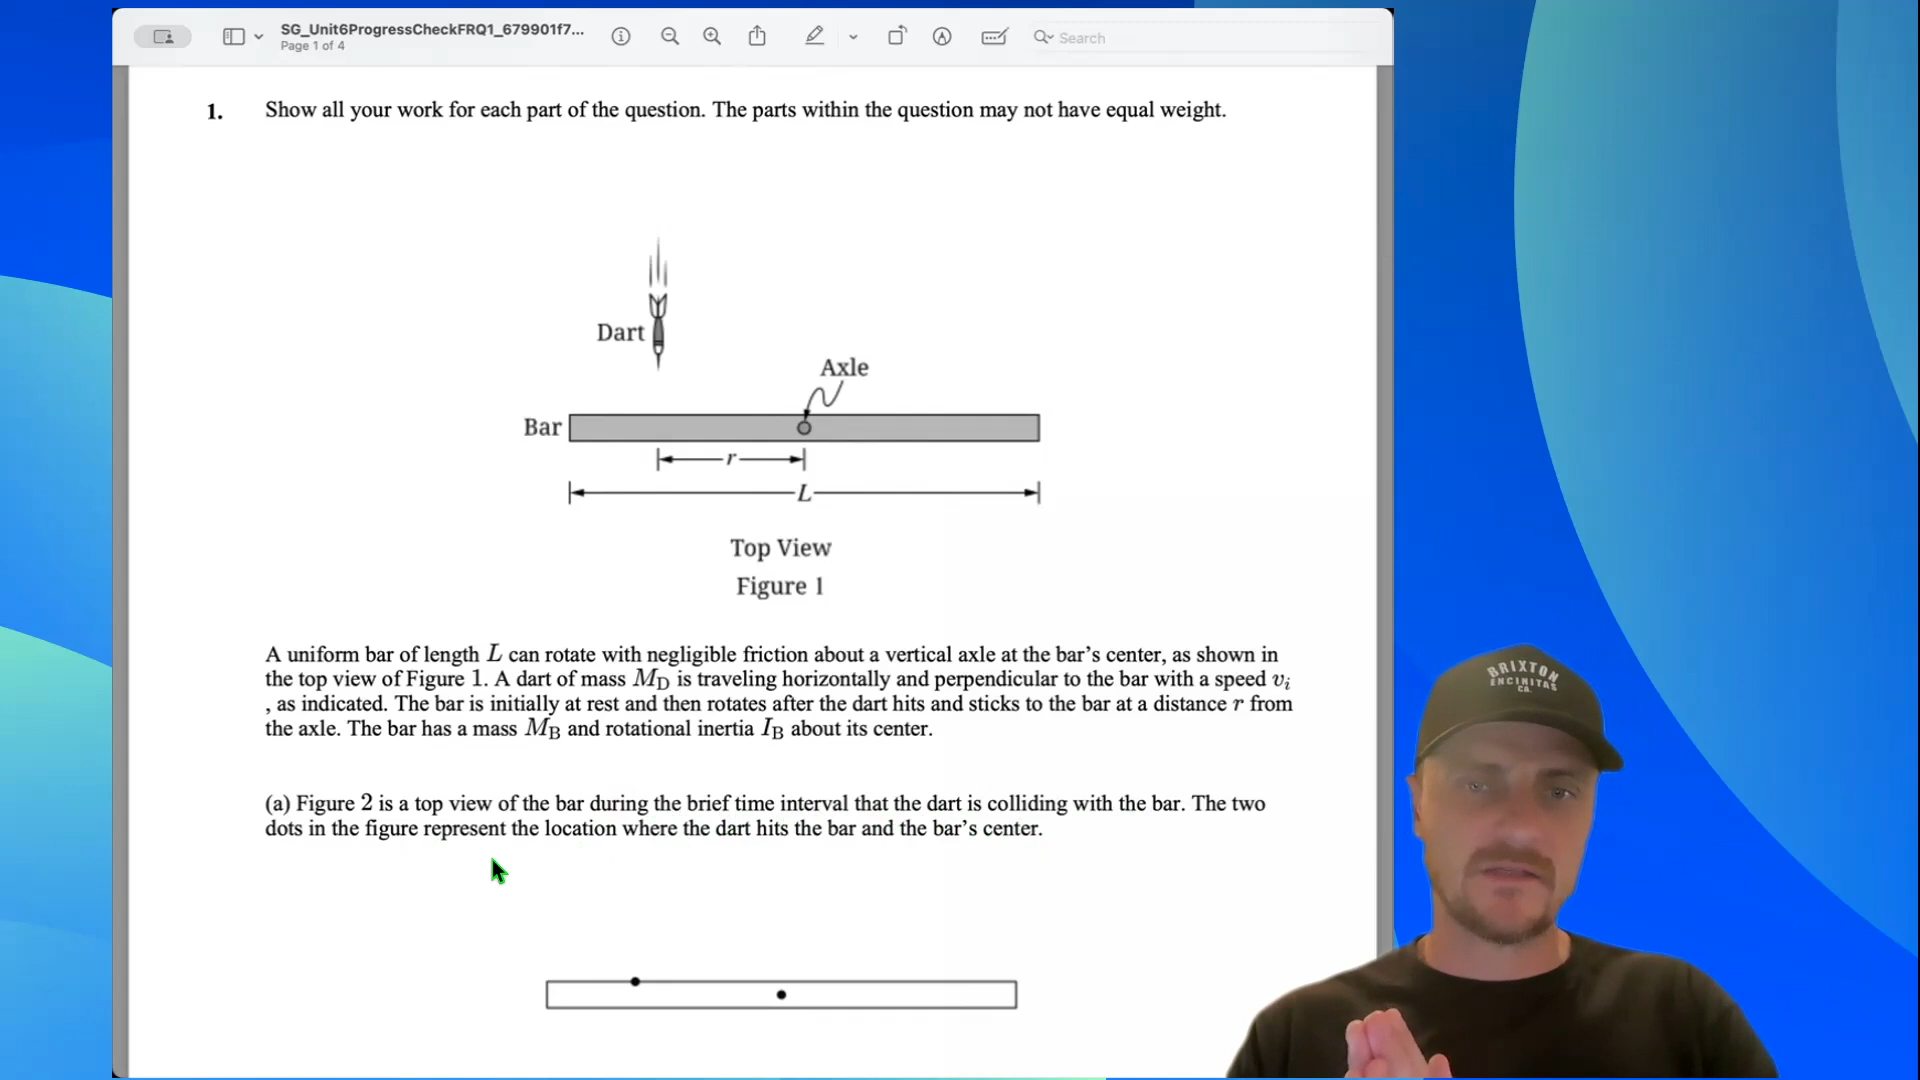 SG_Unit6ProgressCheckFRQ1_679901f7...
Page 1 of 4
Search
1. Show all your work for each part of the question. The parts within the question may not have equal weight.
Dart
Axle
Bar
r
L
Top View
Figure 1
A uniform bar of length L can rotate with negligible friction about a vertical axle at the bar's center, as shown in
the top view of Figure 1. A dart of mass M_D is traveling horizontally and perpendicular to the bar with a speed v_i
, as indicated. The bar is initially at rest and then rotates after the dart hits and sticks to the bar at a distance r from
the axle. The bar has a mass M_B and rotational inertia I_B about its center.
(a) Figure 2 is a top view of the bar during the brief time interval that the dart is colliding with the bar. The two
dots in the figure represent the location where the dart hits the bar and the bar's center.
BRIXTON
ENCINITAS
CA.